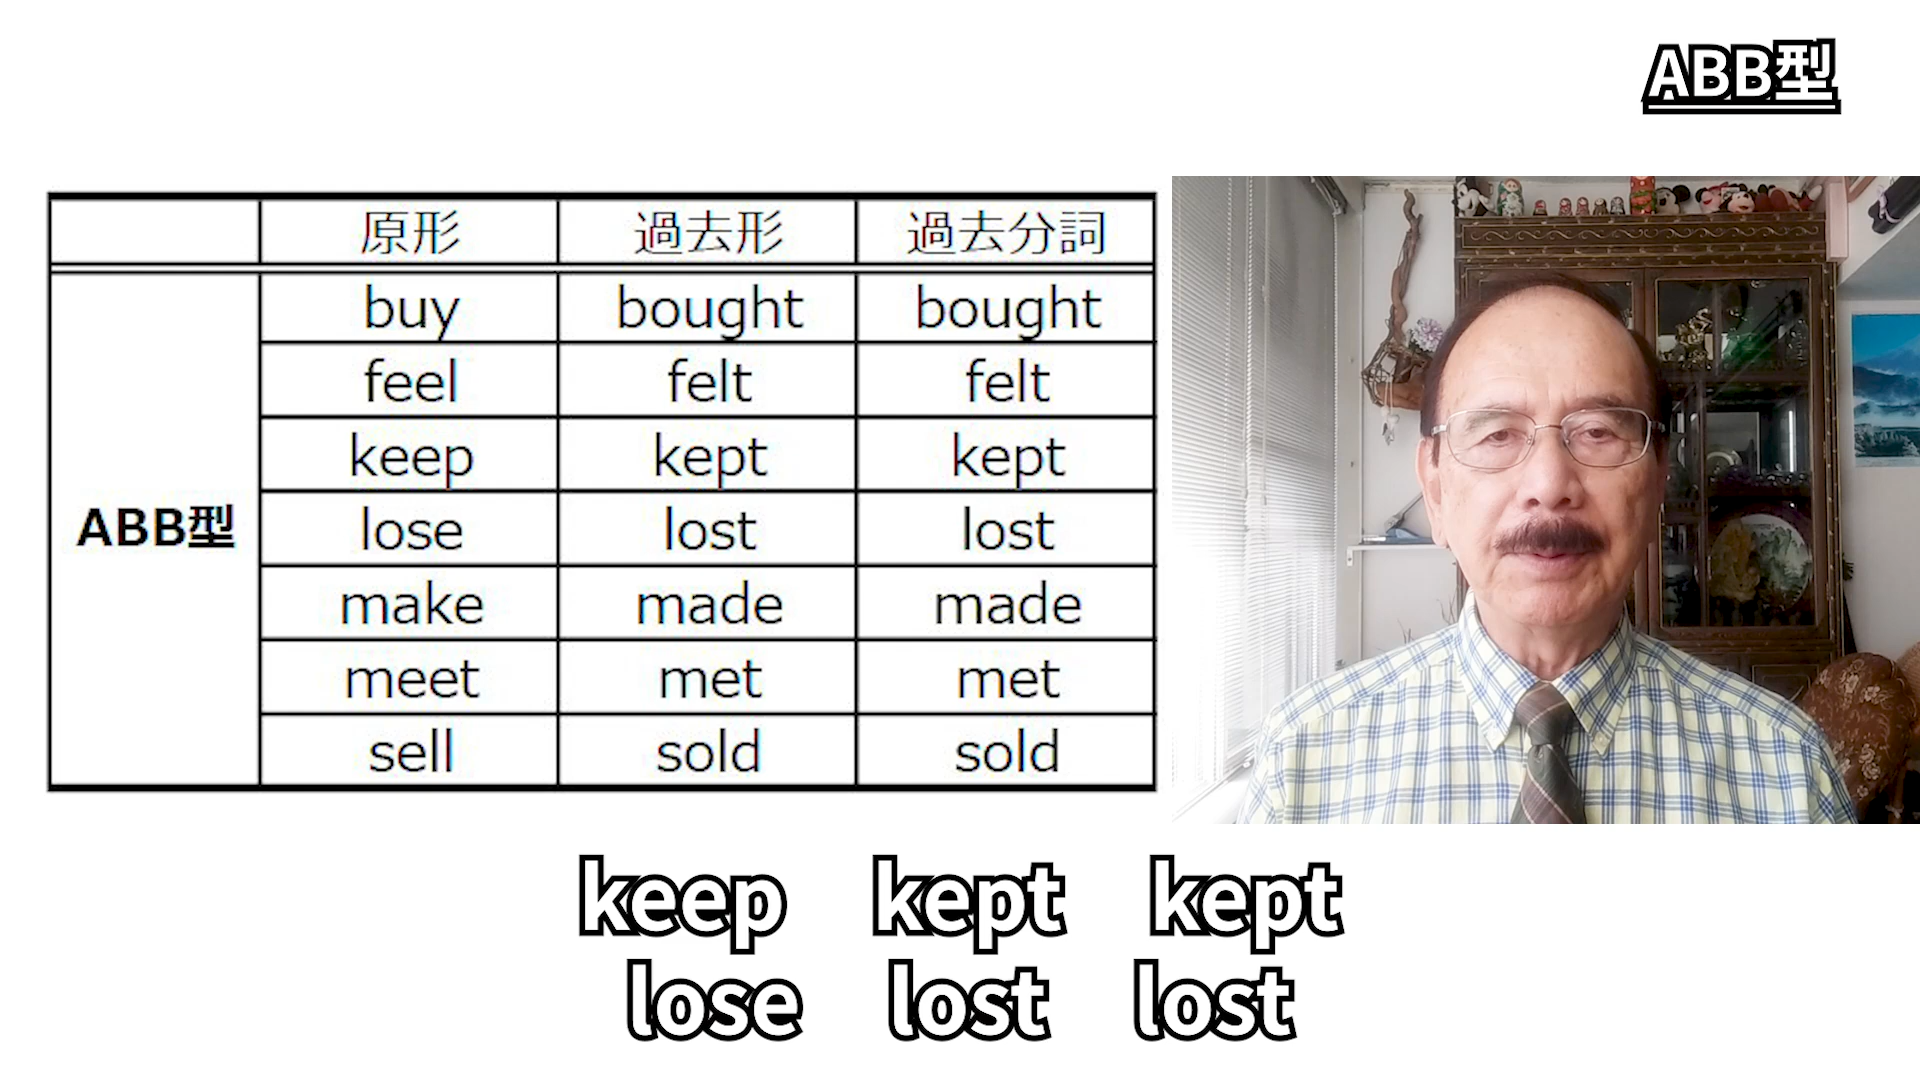 ABB型
原形 過去形 過去分詞
buy bought bought
feel felt felt
keep kept kept
ABB型 lose lost lost
make made made
meet met met
sell sold sold
keep kept kept
lose lost lost